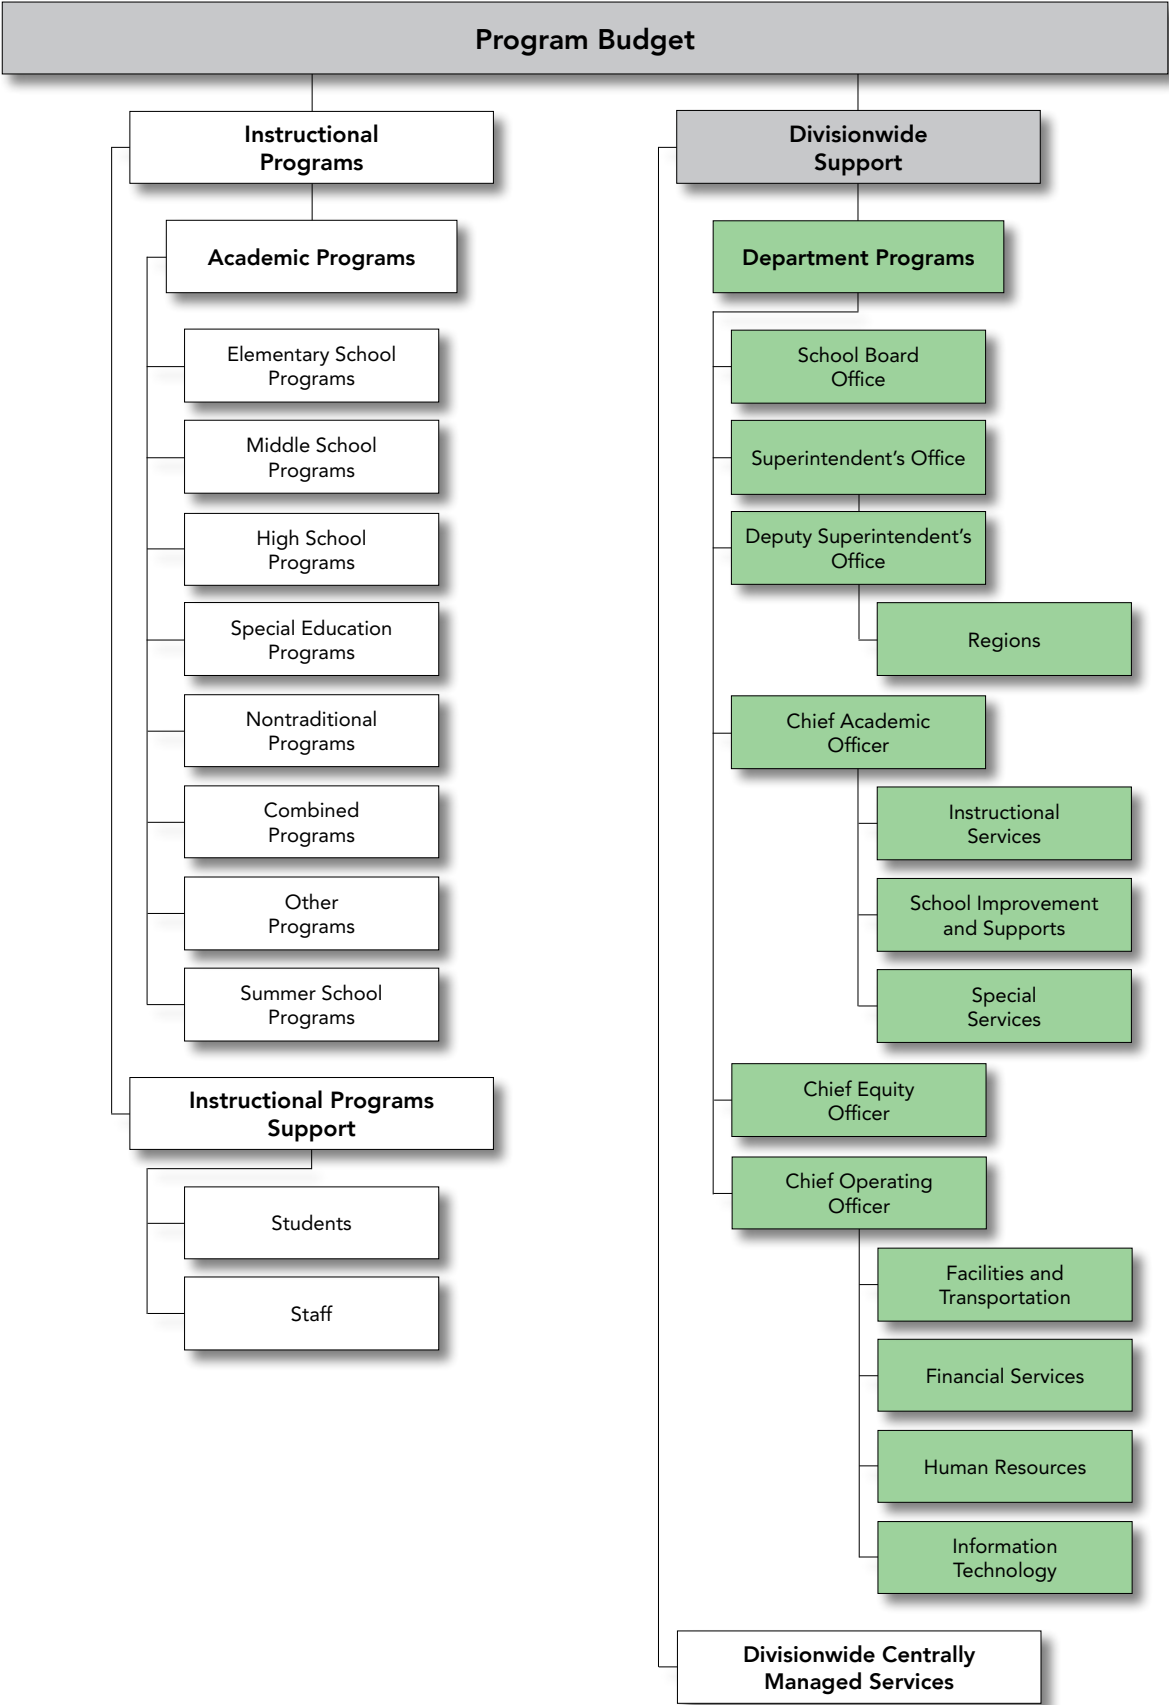 Program Budget
Instructional
Programs
Academic Programs
Elementary School
Programs
Middle School
Programs
High School
Programs
Special Education
Programs
Nontraditional
Programs
Combined
Programs
Other
Programs
Summer School
Programs
Instructional Programs
Support
Students
Staff
Divisionwide
Support
Department Programs
School Board
Office
Superintendent's Office
Deputy Superintendent's
Office
Regions
Chief Academic
Officer
Instructional
Services
School Improvement
and Supports
Special
Services
Chief Equity
Officer
Chief Operating
Officer
Facilities and
Transportation
Financial Services
Human Resources
Information
Technology
Divisionwide Centrally
Managed Services